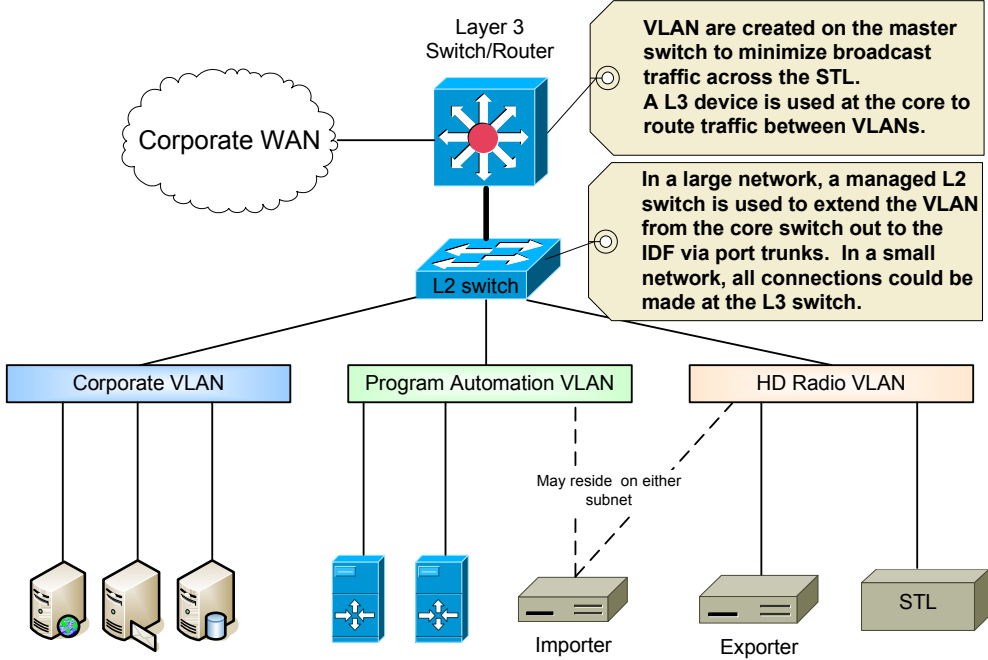 Layer 3
Switch/Router
VLAN are created on the master
switch to minimize broadcast
traffic across the STL.
A L3 device is used at the core to
route traffic between VLANs.
Corporate WAN
In a large network, a managed L2
switch is used to extend the VLAN
from the core switch out to the
IDF via port trunks. In a small
network, all connections could be
made at the L3 switch.
L2 switch
Corporate VLAN
Program Automation VLAN
HD Radio VLAN
May reside on either
subnet
STL
Importer
Exporter